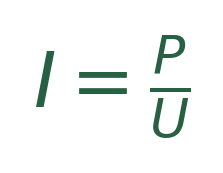 I = P/U